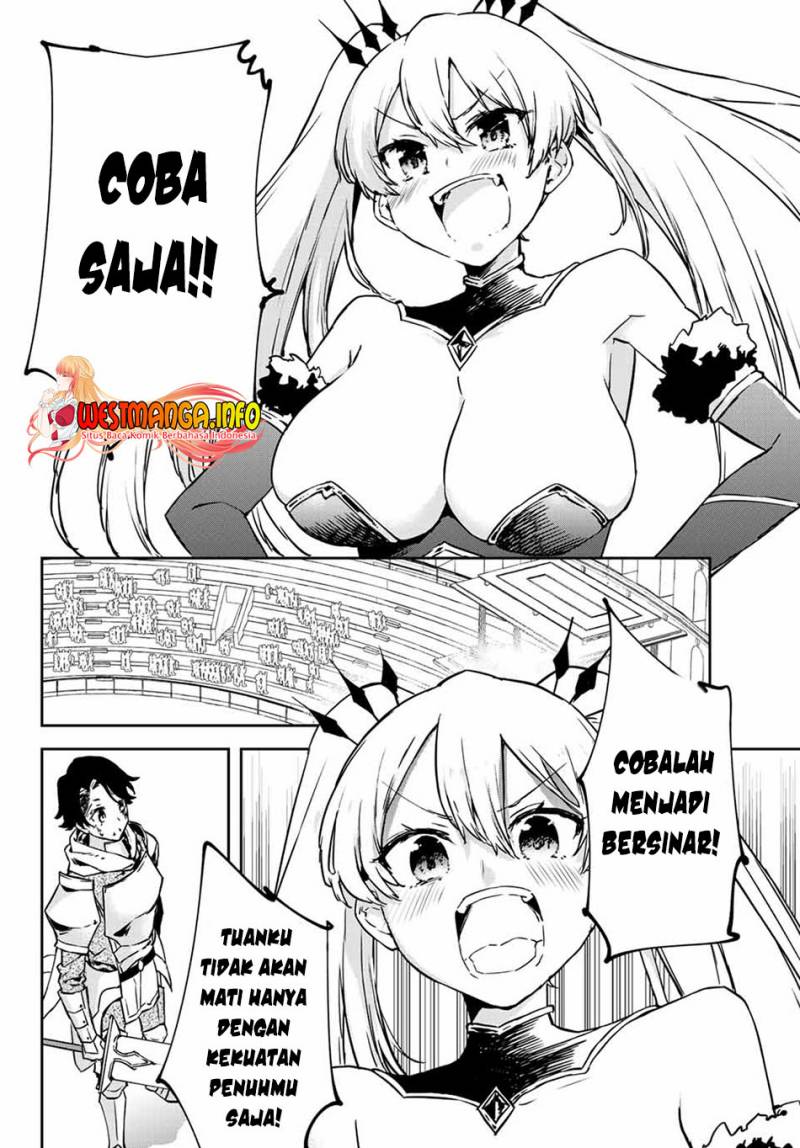 COBA
SAJA!!
WESTMANGA.INFO
Situs Baca Komik Berbahasa Indonesia
COBALAH
MENJADI
BERSINAR!
TUANKU
TIDAK AKAN
MATI HANYA
DENGAN
KEKUATAN
PENUHMU
SAJA!